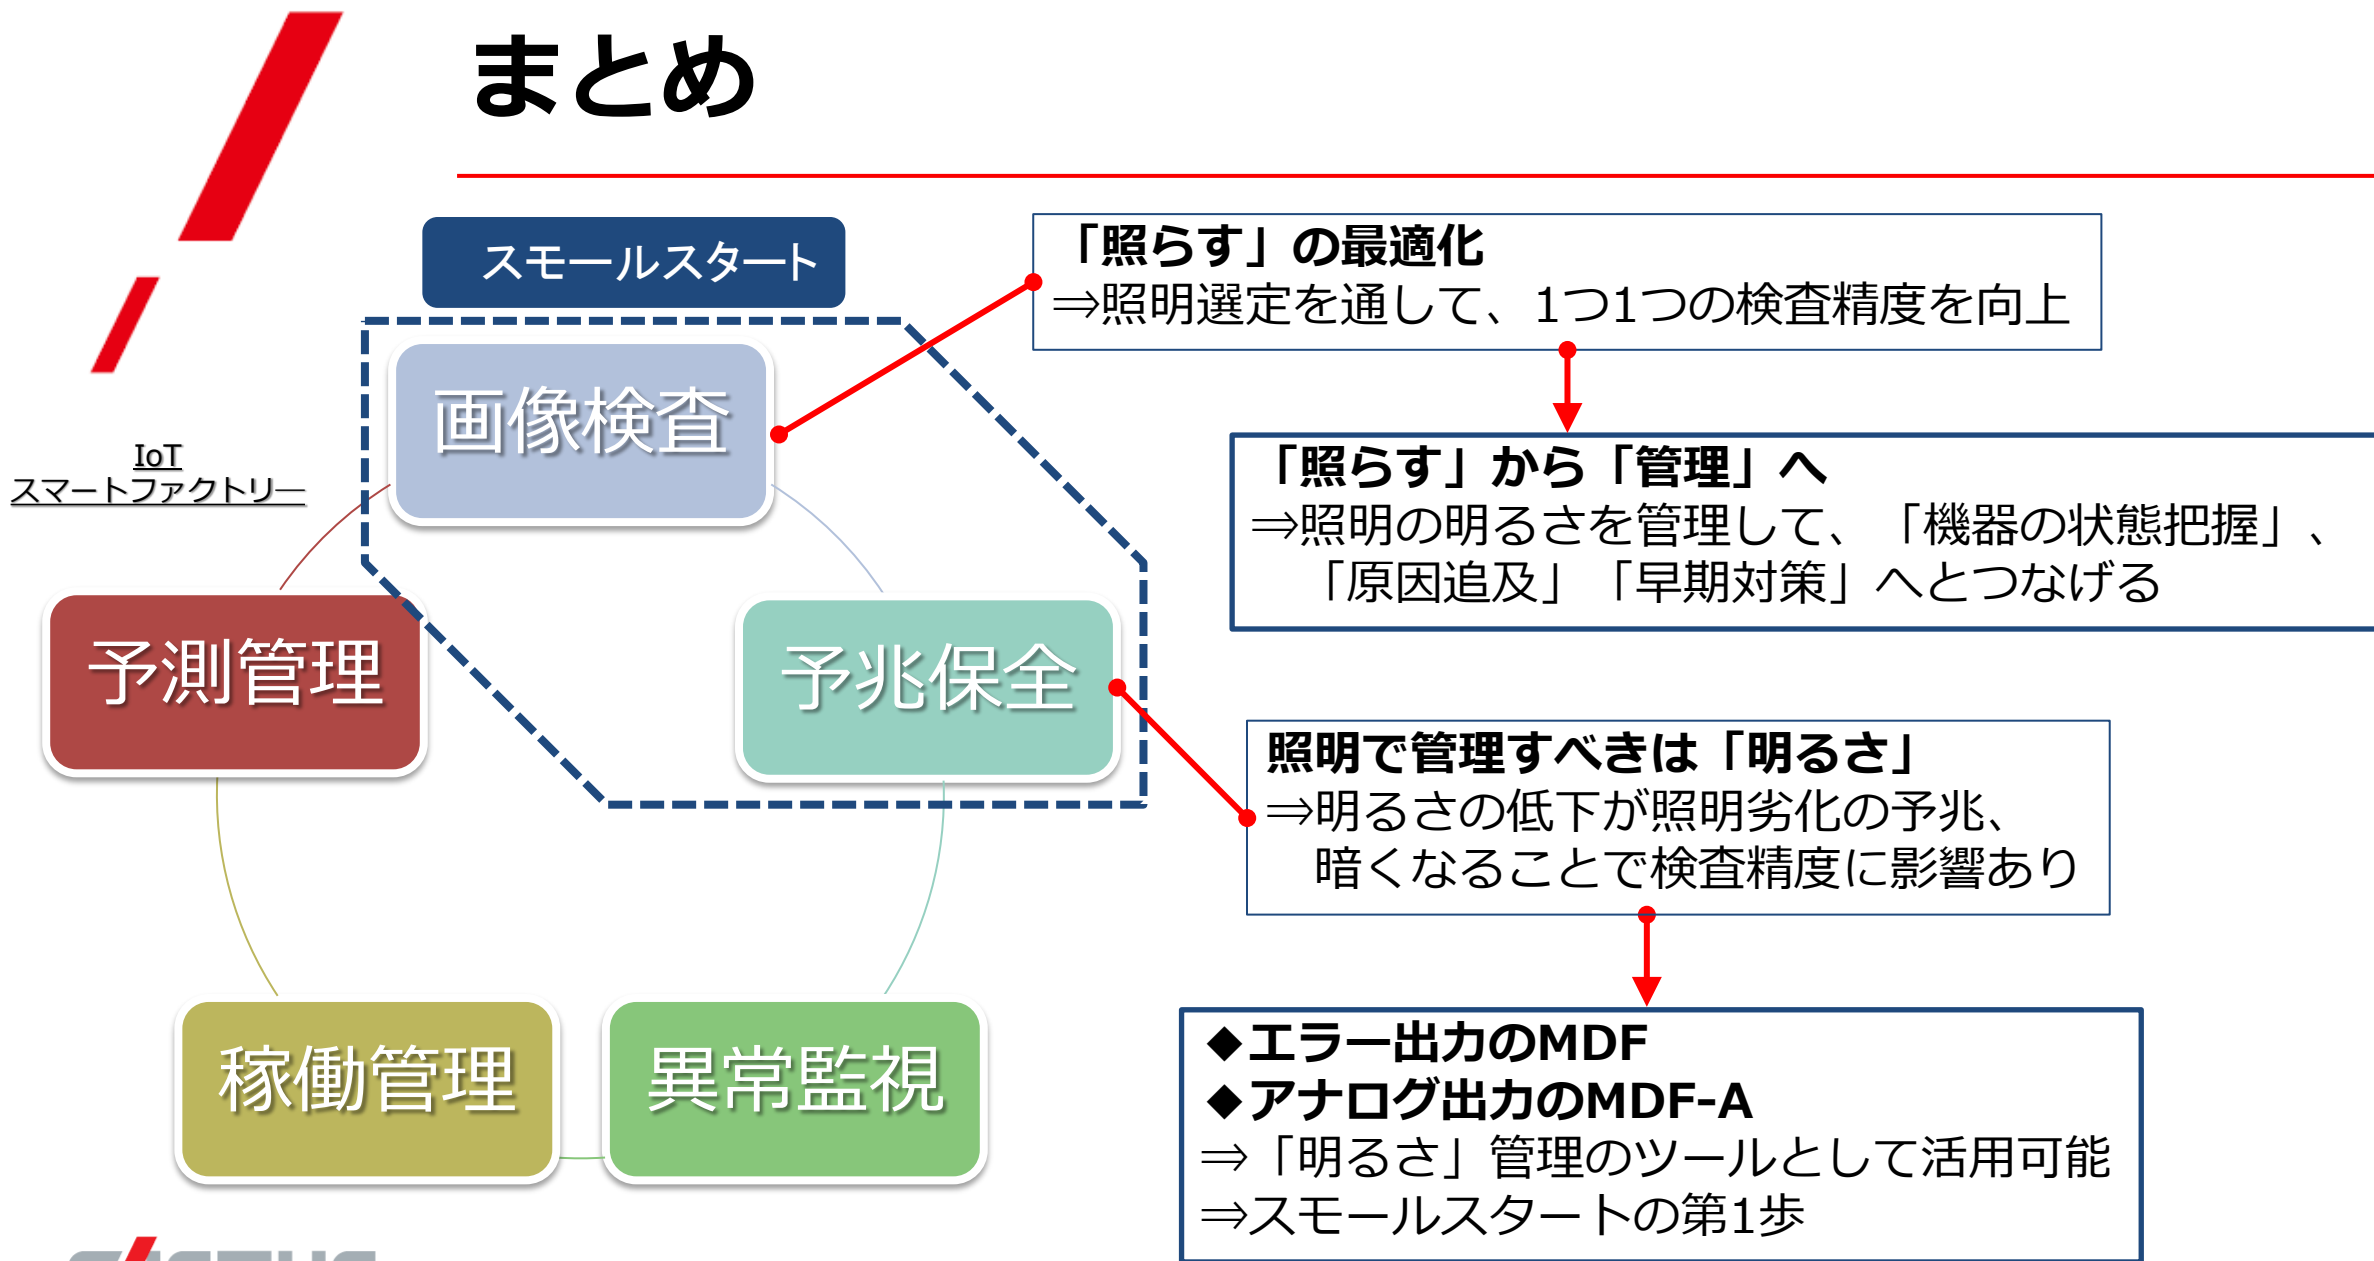 まとめ
スモールスタート
IoT
スマートファクトリ―
画像検査
予兆保全
異常監視
稼働管理
予測管理
「照らす」の最適化
⇒照明選定を通して、1つ1つの検査精度を向上
「照らす」から「管理」へ
⇒照明の明るさを管理して、「機器の状態把握」、
「原因追及」「早期対策」へとつなげる
照明で管理すべきは「明るさ」
⇒明るさの低下が照明劣化の予兆、
暗くなることで検査精度に影響あり
◆エラー出力のMDF
◆アナログ出力のMDF-A
⇒「明るさ」管理のツールとして活用可能
⇒スモールスタートの第1歩